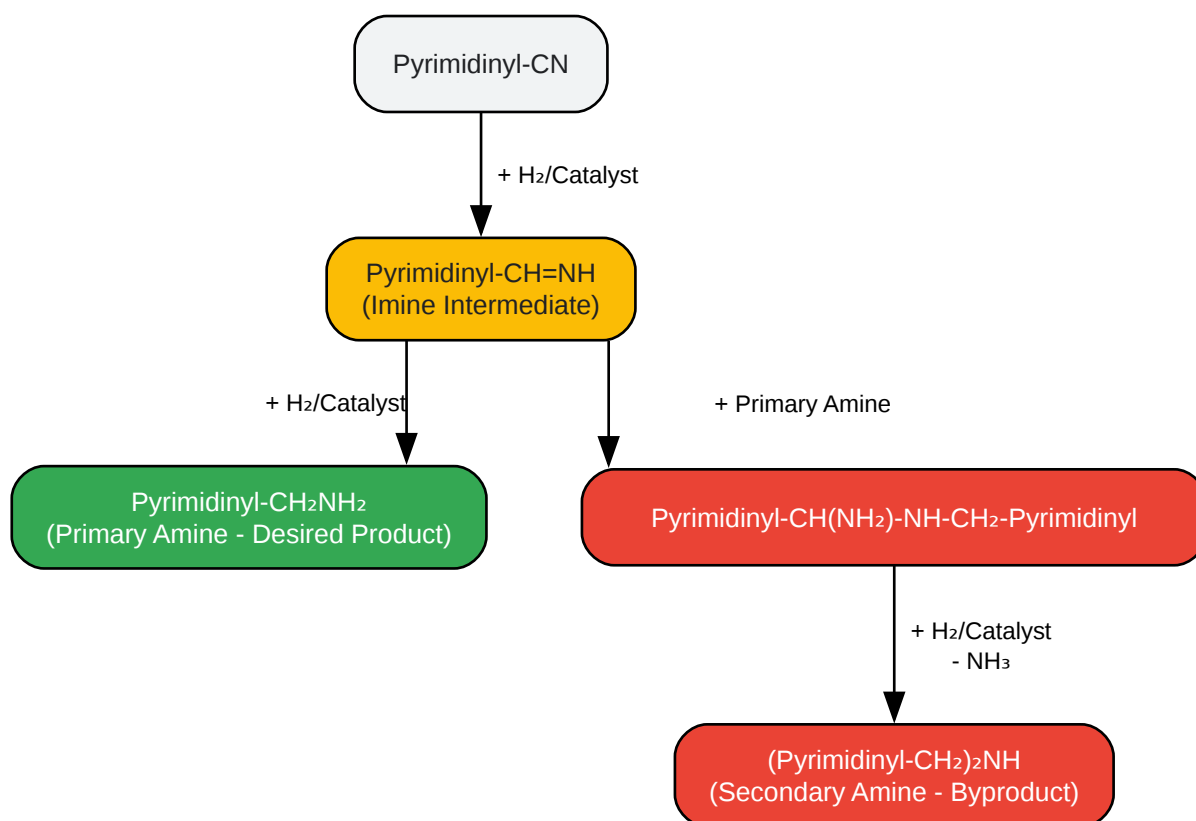 Pyrimidinyl-CN
+ H₂/Catalyst
Pyrimidinyl-CH=NH
(Imine Intermediate)
+ H₂/Catalyst
+ Primary Amine
Pyrimidinyl-CH₂NH₂
(Primary Amine - Desired Product)
Pyrimidinyl-CH(NH₂)-NH-CH₂-Pyrimidinyl
+ H₂/Catalyst
- NH₃
(Pyrimidinyl-CH₂)₂NH
(Secondary Amine - Byproduct)